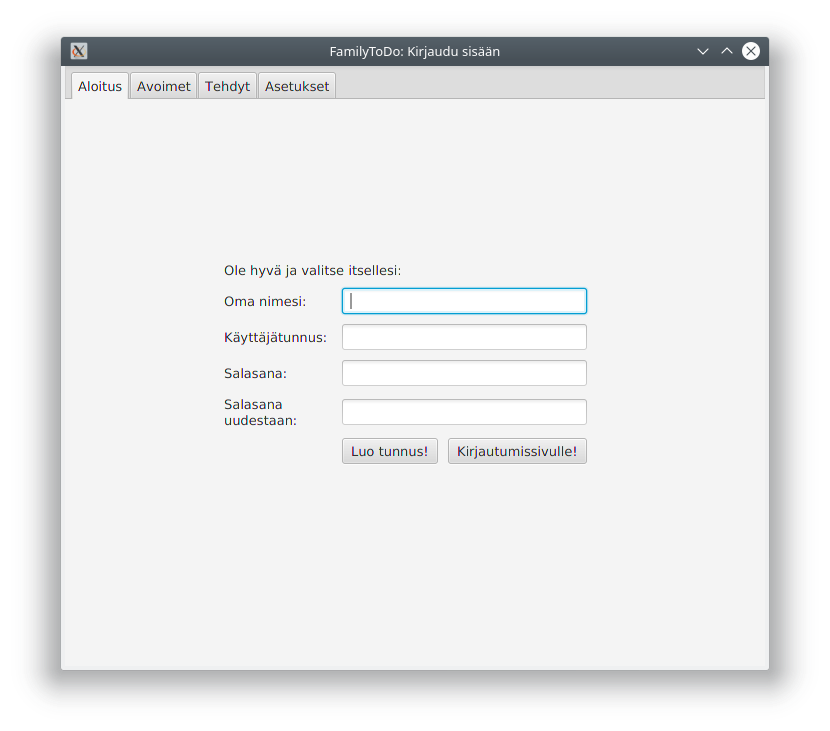 FamilyToDo: Kirjaudu sisään
Aloitus Avoimet Tehdyt Asetukset
Ole hyvä ja valitse itsellesi:
Oma nimesi:
Käyttäjätunnus:
Salasana:
Salasana
uudestaan:
Luo tunnus! Kirjautumissivulle!